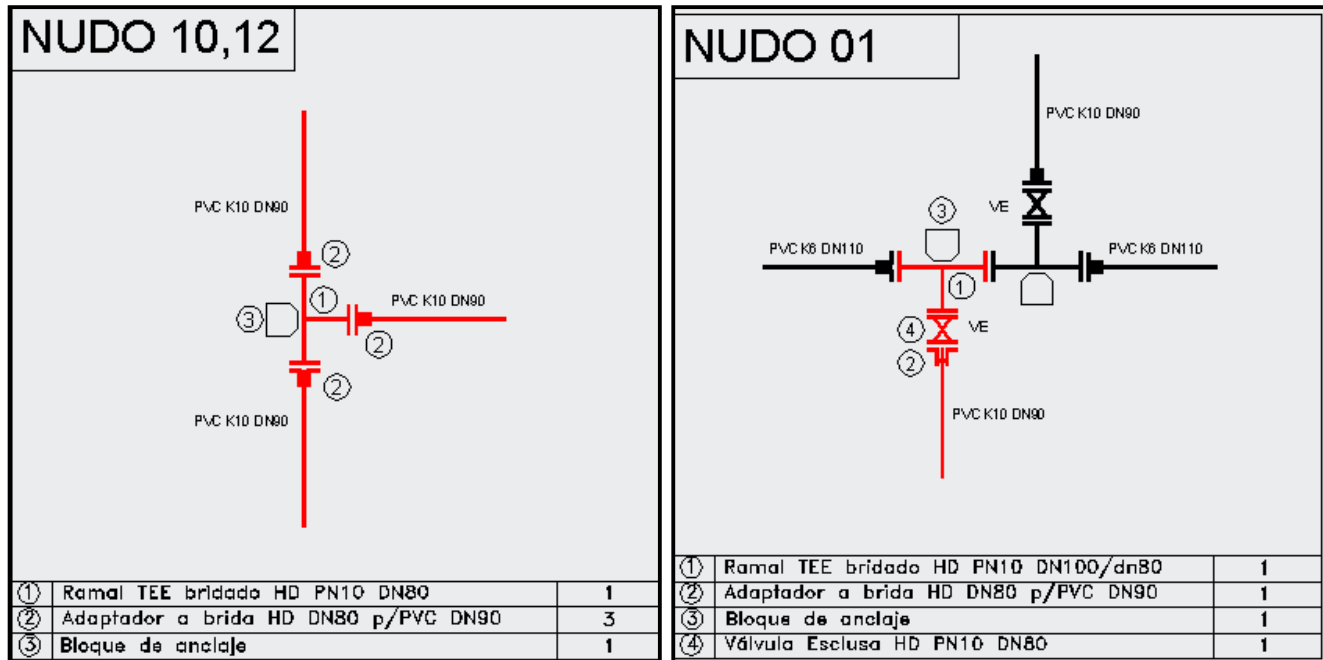 NUDO 10,12
PVC K10 DN90
②
①
PVC K10 DN90
③
②
②
PVC K10 DN90
① Ramal TEE bridado HD PN10 DN80 1
② Adaptador a brida HD DN80 p/PVC DN90 3
③ Bloque de anclaje 1
NUDO 01
PVC K10 DN90
③ VE
PVC K6 DN110
PVC K6 DN110
①
④ VE
②
PVC K10 DN90
① Ramal TEE bridado HD PN10 DN100/dn80 1
② Adaptador a brida HD DN80 p/PVC DN90 1
③ Bloque de anclaje 1
④ Válvula Esclusa HD PN10 DN80 1